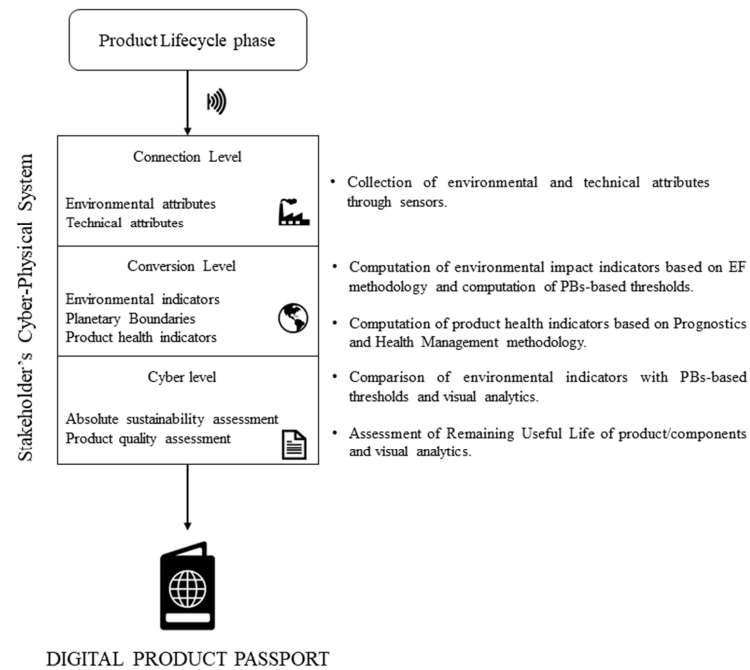 Product Lifecycle phase
Stakeholder's Cyber-Physical System
Connection Level
Environmental attributes
Technical attributes
• Collection of environmental and technical attributes
through sensors.
Conversion Level
Environmental indicators
Planetary Boundaries
Product health indicators
• Computation of environmental impact indicators based on EF
methodology and computation of PBs-based thresholds.
• Computation of product health indicators based on Prognostics
and Health Management methodology.
Cyber level
Absolute sustainability assessment
Product quality assessment
• Comparison of environmental indicators with PBs-based
thresholds and visual analytics.
• Assessment of Remaining Useful Life of product/components
and visual analytics.
DIGITAL PRODUCT PASSPORT